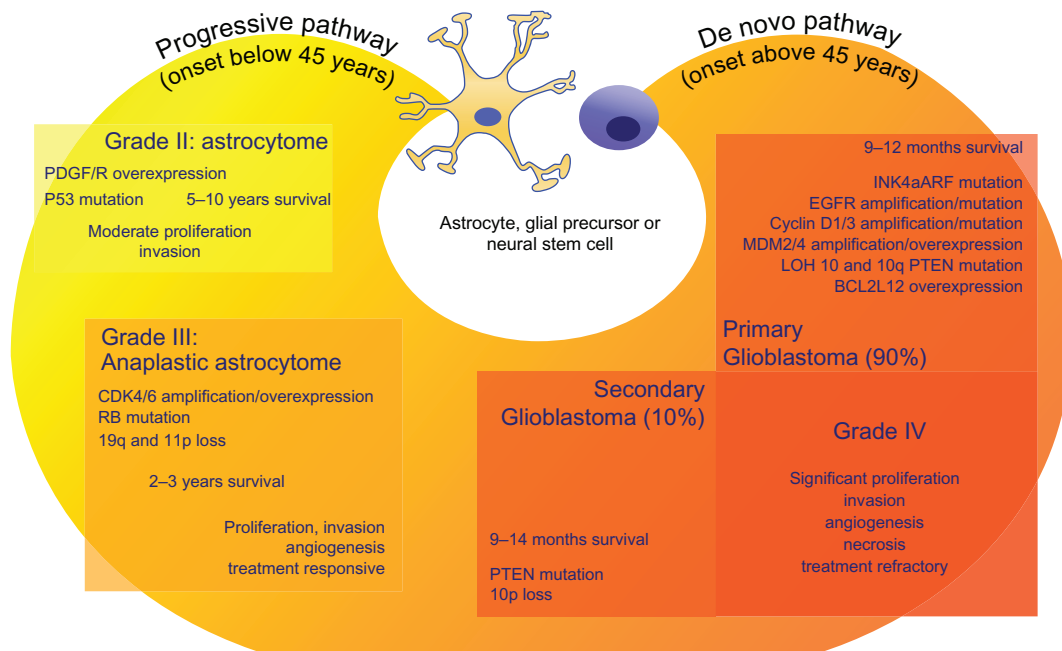 Progressive pathway
(onset below 45 years)
De novo pathway
(onset above 45 years)
Astrocyte, glial precursor or
neural stem cell
Grade II: astrocytome
PDGF/R overexpression
P53 mutation 5–10 years survival
Moderate proliferation
invasion
Grade III:
Anaplastic astrocytome
CDK4/6 amplification/overexpression
RB mutation
19q and 11p loss
2–3 years survival
Proliferation, invasion
angiogenesis
treatment responsive
9–12 months survival
INK4aARF mutation
EGFR amplification/mutation
Cyclin D1/3 amplification/mutation
MDM2/4 amplification/overexpression
LOH 10 and 10q PTEN mutation
BCL2L12 overexpression
Primary
Glioblastoma (90%)
Secondary
Glioblastoma (10%)
9–14 months survival
PTEN mutation
10p loss
Grade IV
Significant proliferation
invasion
angiogenesis
necrosis
treatment refractory